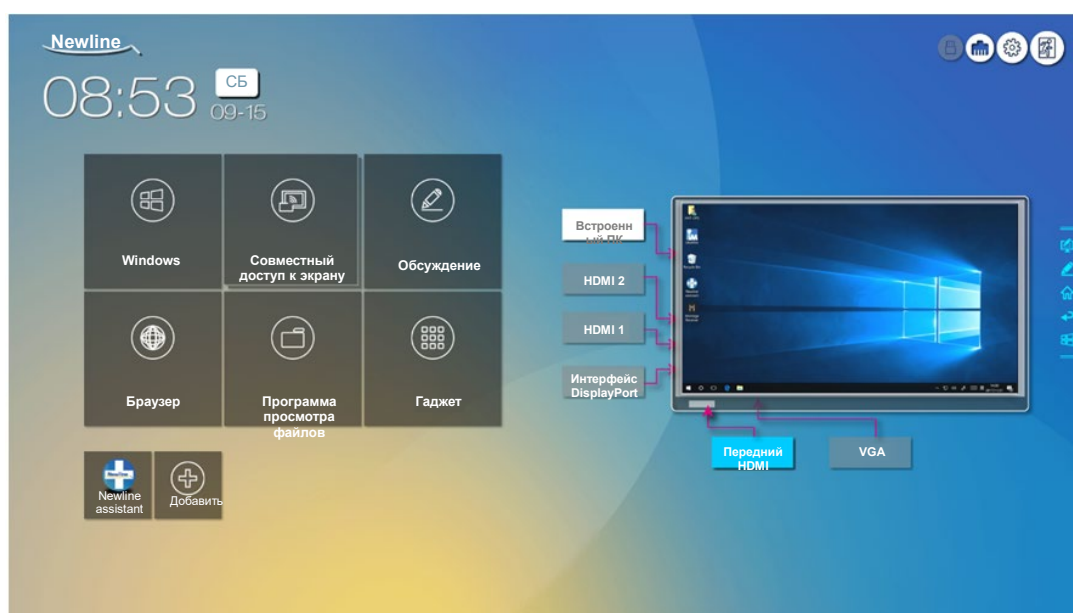 Newline
08:53
СБ
09-15
Windows
Совместный
доступ к экрану
Обсуждение
Браузер
Программа
просмотра
файлов
Гаджет
Newline
assistant
Добавить
Встроенн
ый ПК
HDMI 2
HDMI 1
Интерфейс
DisplayPort
Передний
HDMI
VGA